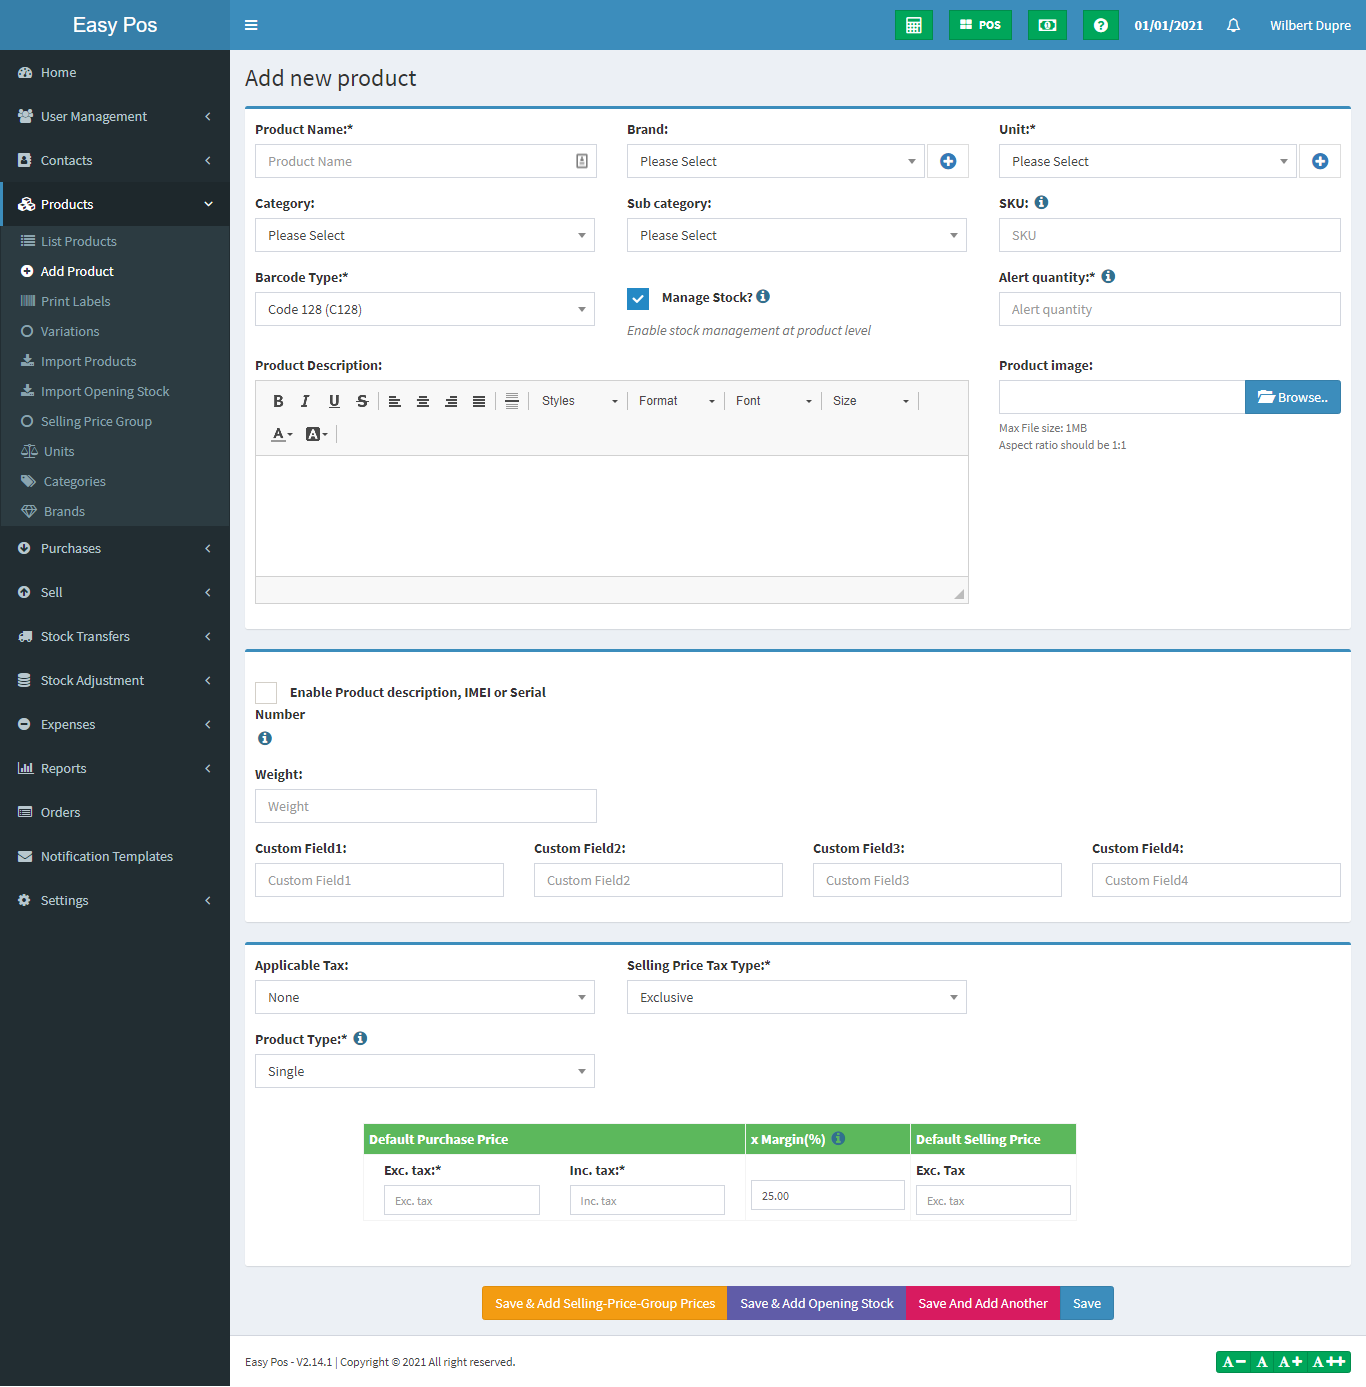 Easy Pos
POS
01/01/2021
Wilbert Dupre
Home
User Management
Contacts
Products
List Products
Add Product
Print Labels
Variations
Import Products
Import Opening Stock
Selling Price Group
Units
Categories
Brands
Purchases
Sell
Stock Transfers
Stock Adjustment
Expenses
Reports
Orders
Notification Templates
Settings
Add new product
Product Name:*
Product Name
Brand:
Please Select
Unit:*
Please Select
Category:
Please Select
Sub category:
Please Select
SKU:
SKU
Barcode Type:*
Code 128 (C128)
Manage Stock?
Enable stock management at product level
Alert quantity:*
Alert quantity
Product Description:
B I U S
Styles
Format
Font
Size
A
A
Product image:
Browse..
Max File size: 1MB
Aspect ratio should be 1:1
Enable Product description, IMEI or Serial
Number
Weight:
Weight
Custom Field1:
Custom Field1
Custom Field2:
Custom Field2
Custom Field3:
Custom Field3
Custom Field4:
Custom Field4
Applicable Tax:
None
Selling Price Tax Type:*
Exclusive
Product Type:*
Single
Default Purchase Price
x Margin(%)
Default Selling Price
Exc. tax:*
Exc. tax
Inc. tax:*
Inc. tax
25.00
Exc. Tax
Exc. tax
Save & Add Selling-Price-Group Prices
Save & Add Opening Stock
Save And Add Another
Save
Easy Pos - V2.14.1 | Copyright © 2021 All right reserved.
A- A A+ A++